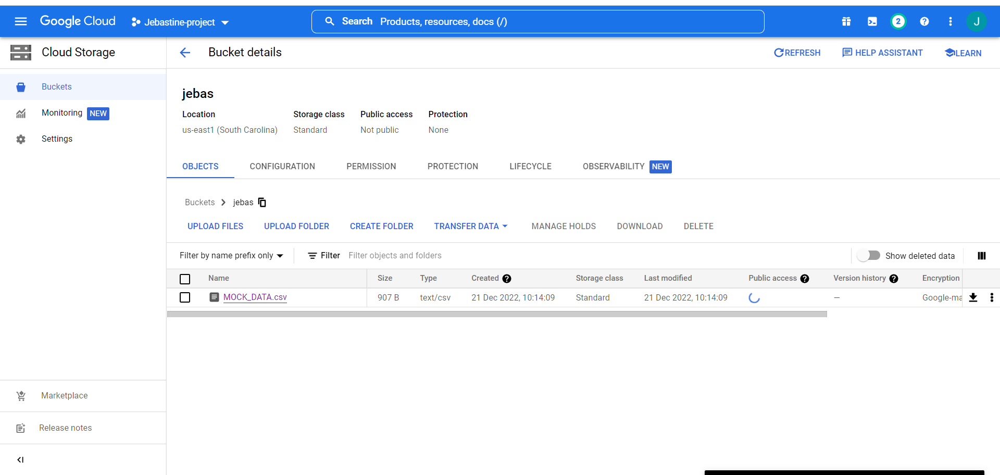 Google Cloud Jebastine-project Search Products, resources, docs (/) 2 J
Cloud Storage
Bucket details
REFRESH HELP ASSISTANT LEARN
Buckets
Monitoring NEW
Settings
Marketplace
Release notes
jebas
Location Storage class Public access Protection
us-east1 (South Carolina) Standard Not public None
OBJECTS CONFIGURATION PERMISSION PROTECTION LIFECYCLE OBSERVABILITY NEW
Buckets jebas
UPLOAD FILES UPLOAD FOLDER CREATE FOLDER TRANSFER DATA MANAGE HOLDS DOWNLOAD DELETE
Filter by name prefix only Filter Filter objects and folders Show deleted data
Name Size Type Created Storage class Last modified Public access Version history Encryption
MOCK_DATA.csv 907 B text/csv 21 Dec 2022, 10:14:09 Standard 21 Dec 2022, 10:14:09 — Google-ma